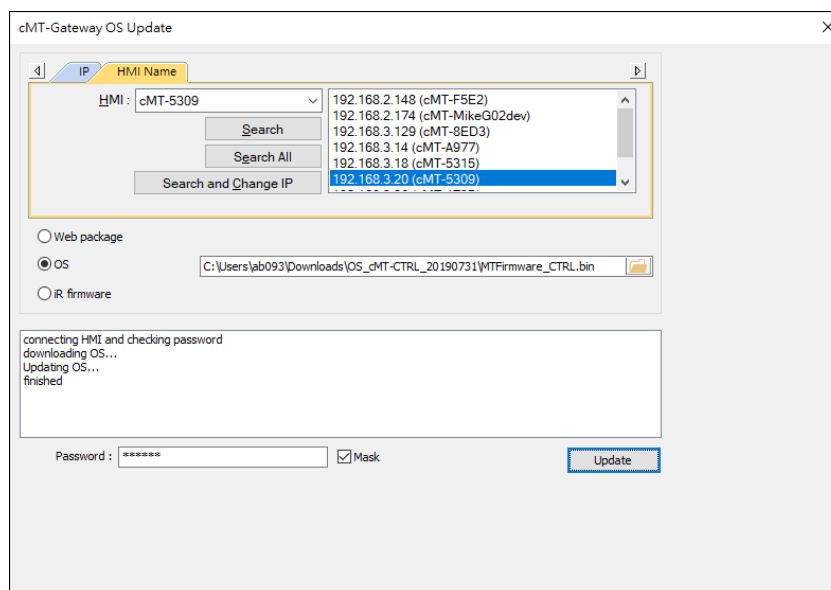 cMT-Gateway OS Update
IP
HMI Name
HMI : cMT-5309
Search
Search All
Search and Change IP
192.168.2.148 (cMT-F5E2)
192.168.2.174 (cMT-MikeG02dev)
192.168.3.129 (cMT-8ED3)
192.168.3.14 (cMT-A977)
192.168.3.18 (cMT-5315)
192.168.3.20 (cMT-5309)
Web package
OS
C:\Users\ab093\Downloads\OS_cMT-CTRL_20190731\MTFirmware_CTRL.bin
iR firmware
connecting HMI and checking password
downloading OS...
Updating OS...
finished
Password : ******
Mask
Update